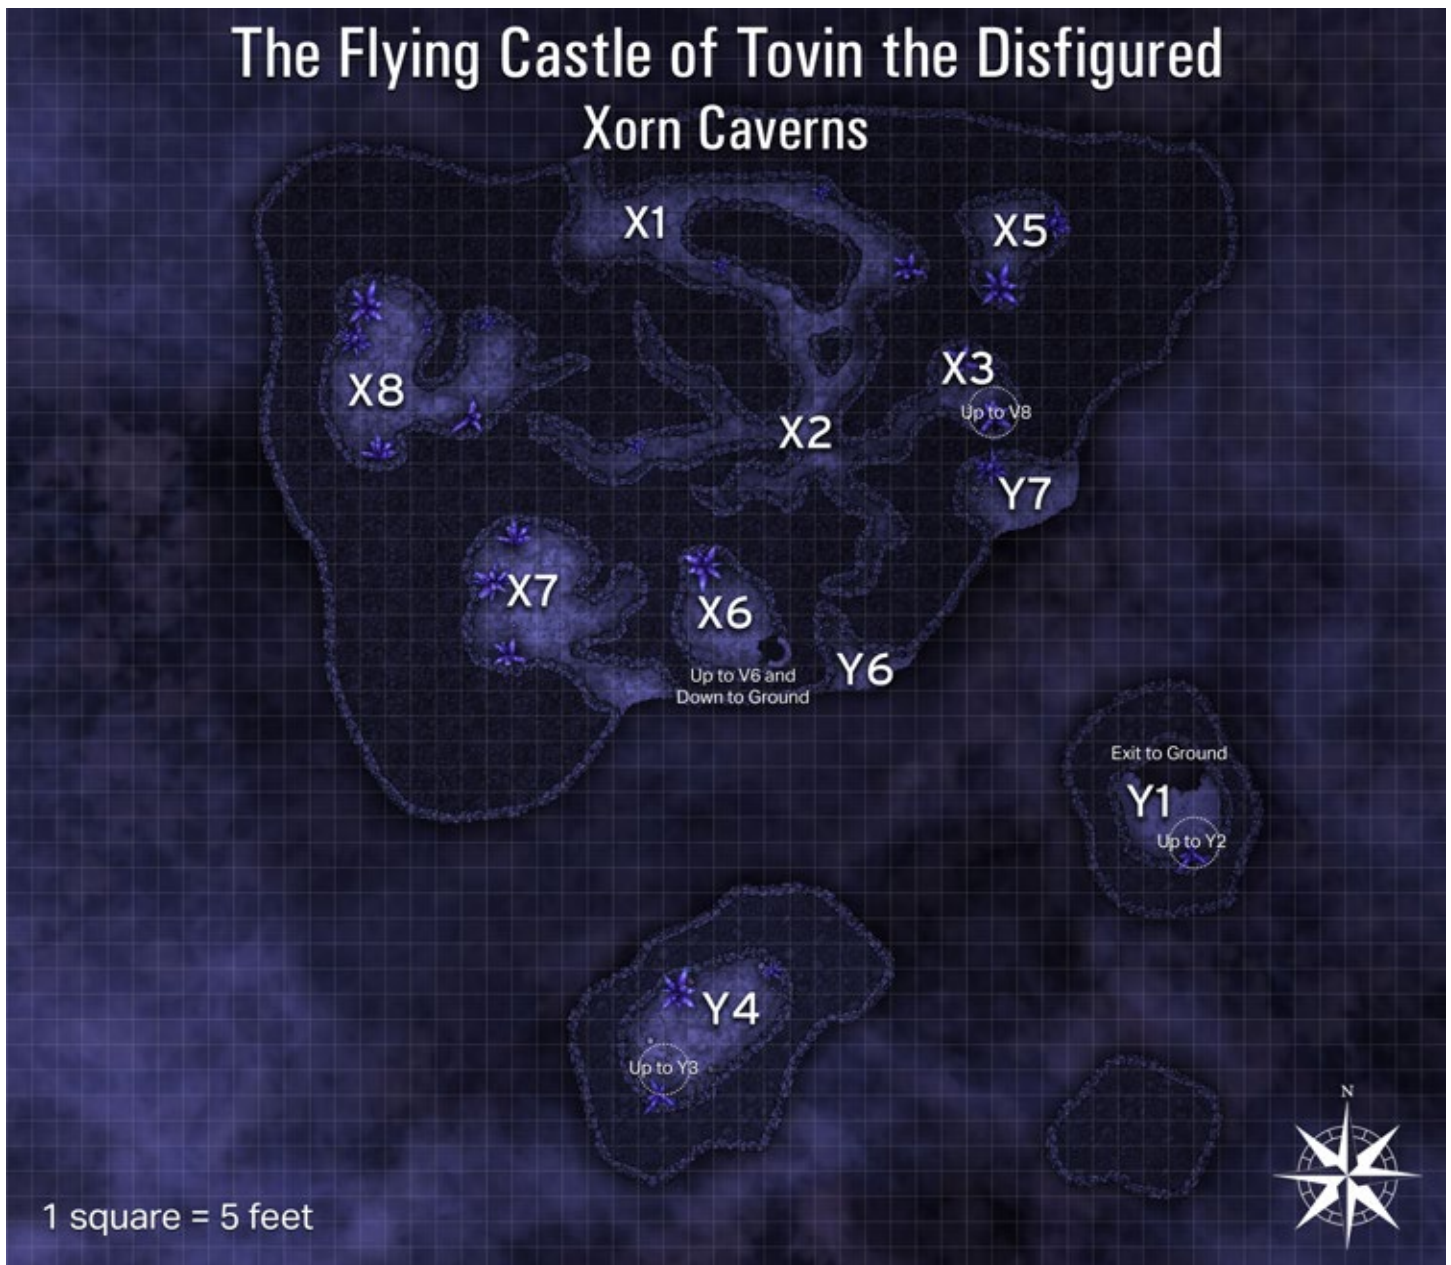 The Flying Castle of Tovin the Disfigured
Xorn Caverns
X1
X5
X3
X8
Up to V8
X2
Y7
X7
X6
Y6
Up to V6 and
Down to Ground
Exit to Ground
Y1
Up to Y2
Y4
Up to Y3
N
1 square = 5 feet